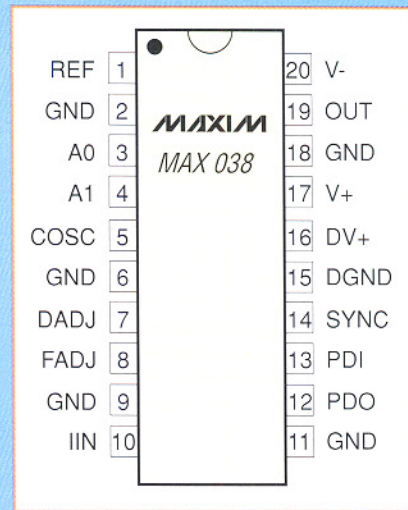 REF 1 20 V-
GND 2 19 OUT
MAXIM
A0 3 18 GND
MAX 038
A1 4 17 V+
COSC 5 16 DV+
GND 6 15 DGND
DADJ 7 14 SYNC
FADJ 8 13 PDI
GND 9 12 PDO
IIN 10 11 GND